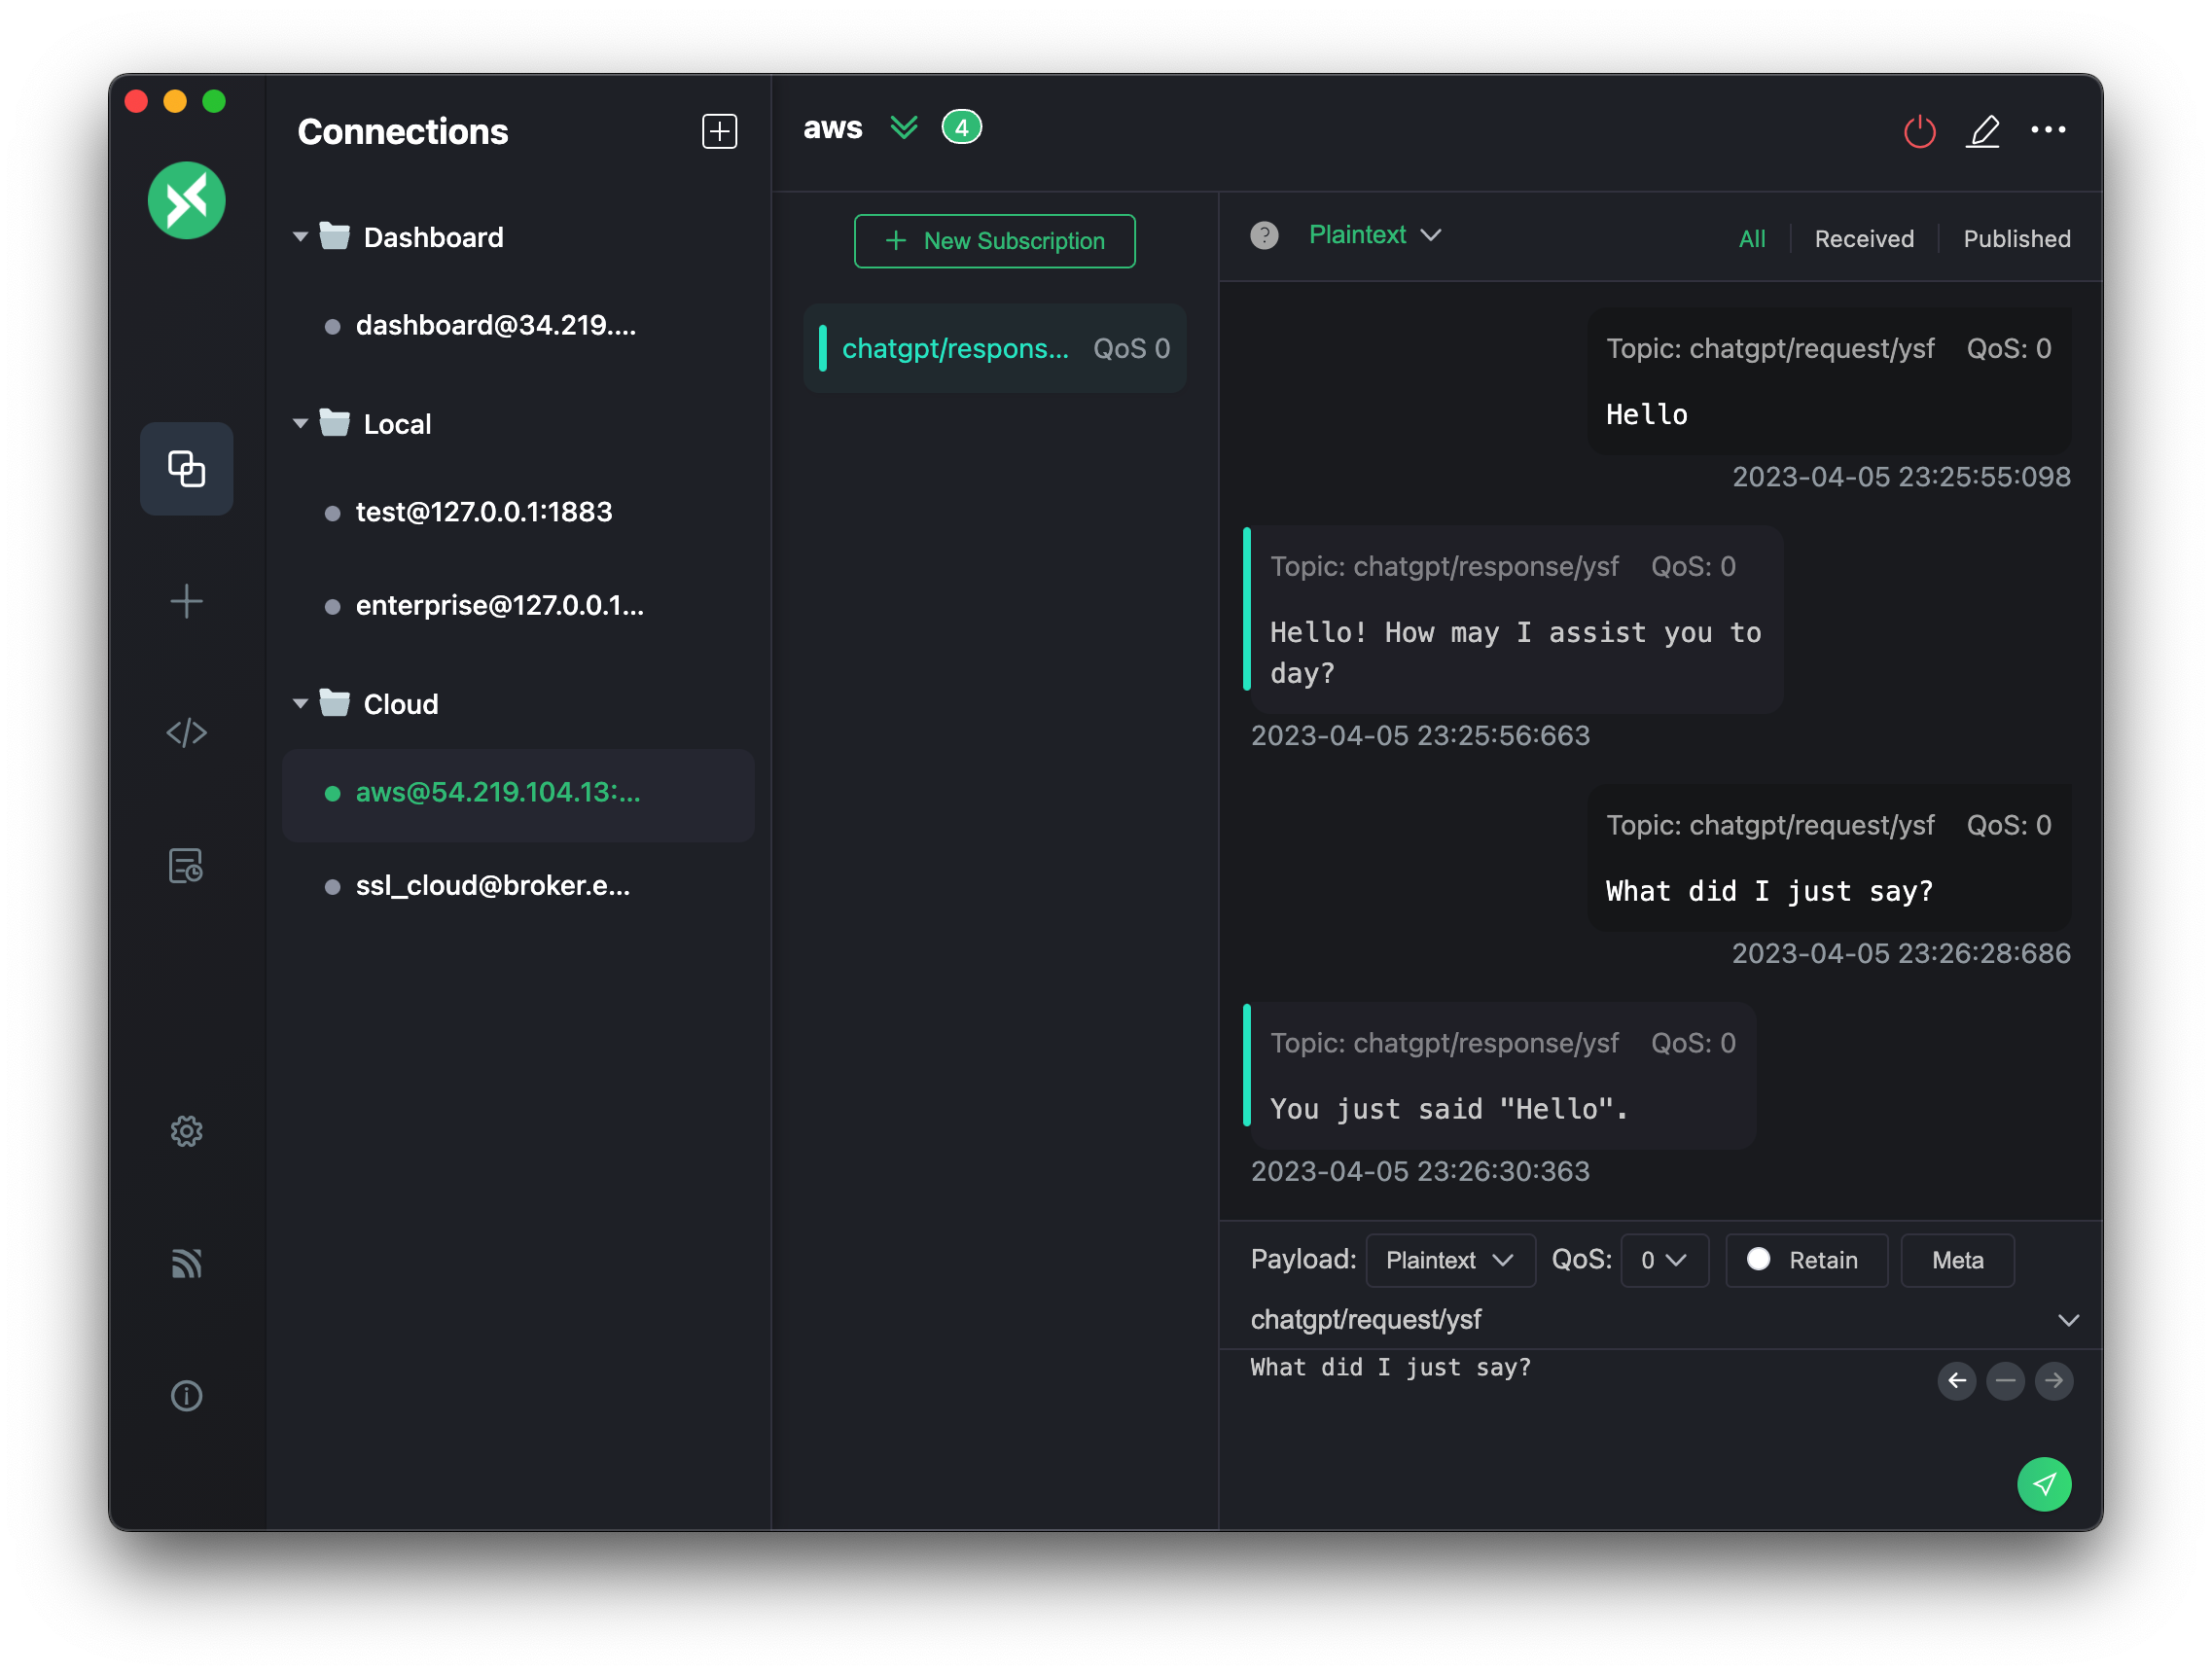 Connections
Dashboard
dashboard@34.219....
Local
test@127.0.0.1:1883
enterprise@127.0.0.1...
Cloud
aws@54.219.104.13:...
ssl_cloud@broker.e...
aws 4
New Subscription
chatgpt/respons... QoS 0
? Plaintext All Received Published
Topic: chatgpt/request/ysf QoS: 0
Hello
2023-04-05 23:25:55:098
Topic: chatgpt/response/ysf QoS: 0
Hello! How may I assist you to
day?
2023-04-05 23:25:56:663
Topic: chatgpt/request/ysf QoS: 0
What did I just say?
2023-04-05 23:26:28:686
Topic: chatgpt/response/ysf QoS: 0
You just said "Hello".
2023-04-05 23:26:30:363
Payload: Plaintext QoS: 0 Retain Meta
chatgpt/request/ysf
What did I just say?